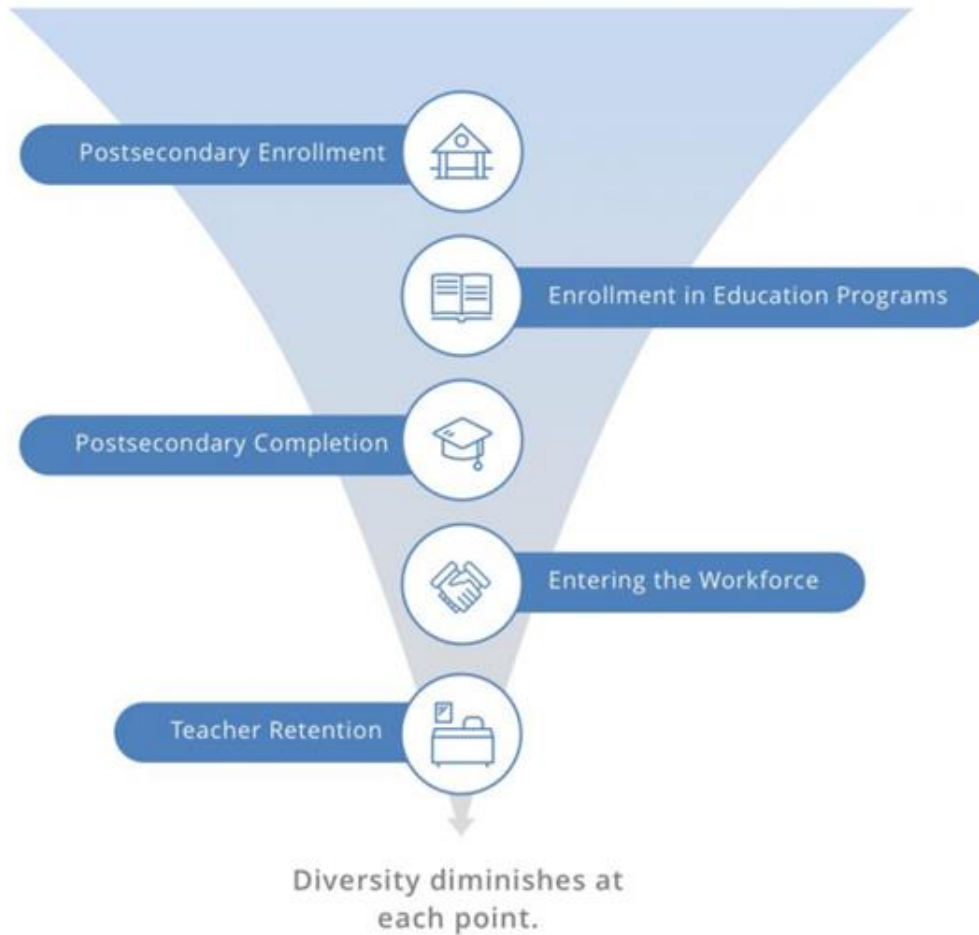 Postsecondary Enrollment
Enrollment in Education Programs
Postsecondary Completion
Entering the Workforce
Teacher Retention
Diversity diminishes at
each point.